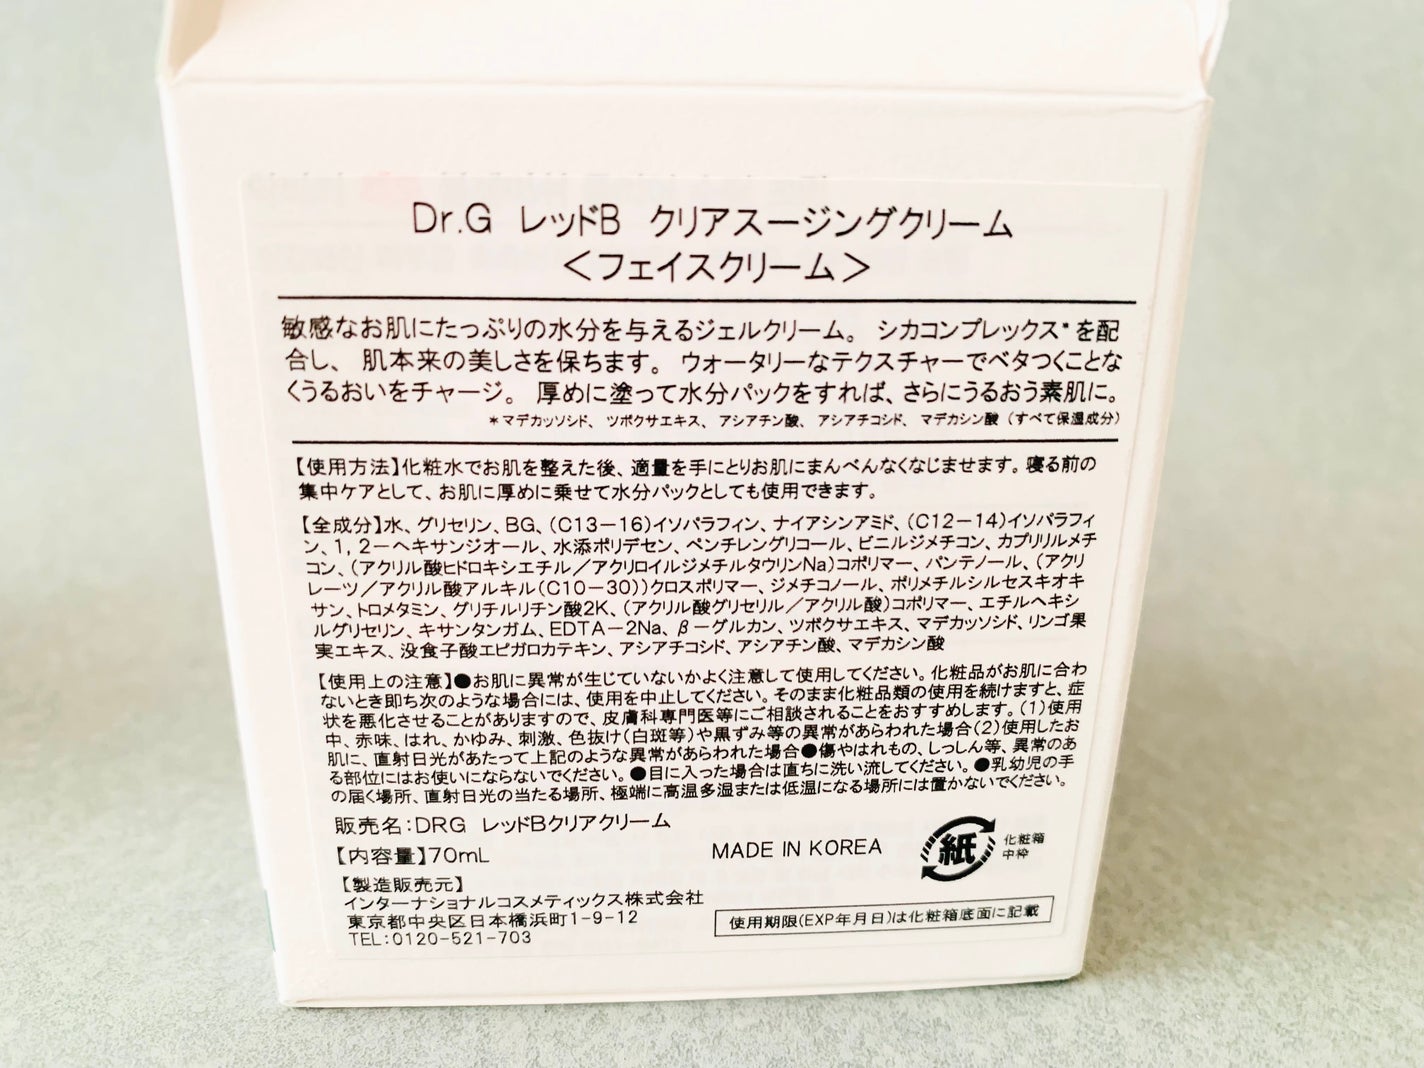 Dr.G レッドB クリアスージングクリーム
＜フェイスクリーム＞
敏感なお肌にたっぷりの水分を与えるジェルクリーム。 シカコンプレックス*を配
合し、 肌本来の美しさを保ちます。 ウォータリーなテクスチャーでベタつくことな
くうるおいをチャージ。 厚めに塗って水分パックをすれば、さらにうるおう素肌に。
*マデカッソシド、 ツボクサエキス、 アシアチン酸、 アシアチコシド、 マデカシン酸 (すべて保湿成分)
【使用方法】化粧水でお肌を整えた後、適量を手にとりお肌にまんべんなくなじませます。寝る前の
集中ケアとして、お肌に厚めに乗せて水分パックとしても使用できます。
【全成分】水、グリセリン、BG、(C13－16)イソパラフィン、ナイアシンアミド、(C12－14)イソパラフィ
ン、1, 2－ヘキサンジオール、水添ポリデセン、ペンチレングリコール、ビニルジメチコン、カプリリルメチ
コン、(アクリル酸ヒドロキシエチル／アクリロイルジメチルタウリンNa)コポリマー、パンテノール、(アクリ
レーツ／アクリル酸アルキル(C10－30))クロスポリマー、ジメチコノール、ポリメチルシルセスキオキ
サン、トロメタミン、グリチルリチン酸2K、(アクリル酸グリセリル／アクリル酸)コポリマー、エチルヘキシ
ルグリセリン、キサンタンガム、EDTA－2Na、β－グルカン、ツボクサエキス、マデカッソシド、リンゴ果
実エキス、没食子酸エピガロカテキン、アシアチコシド、アシアチン酸、マデカシン酸
【使用上の注意】●お肌に異常が生じていないかよく注意して使用してください。化粧品がお肌に合わ
ないとき即ち次のような場合には、使用を中止してください。そのまま化粧品類の使用を続けますと、症
状を悪化させることがありますので、皮膚科専門医等にご相談されることをおすすめします。(1)使用
中、赤味、はれ、かゆみ、刺激、色抜け(白斑等)や黒ずみ等の異常があらわれた場合(2)使用したお
肌に、直射日光があたって上記のような異常があらわれた場合●傷やはれもの、しっしん等、異常のあ
る部位にはお使いにならないでください。●目に入った場合は直ちに洗い流してください。●乳幼児の手
の届く場所、直射日光の当たる場所、極端に高温多湿または低温になる場所には置かないでください。
販売名：DRG レッドBクリアクリーム
【内容量】70mL
MADE IN KOREA
紙
化粧箱
中枠
【製造販売元】
インターナショナルコスメティックス株式会社
東京都中央区日本橋浜町1-9-12
TEL：0120-521-703
使用期限(EXP年月日)は化粧箱底面に記載